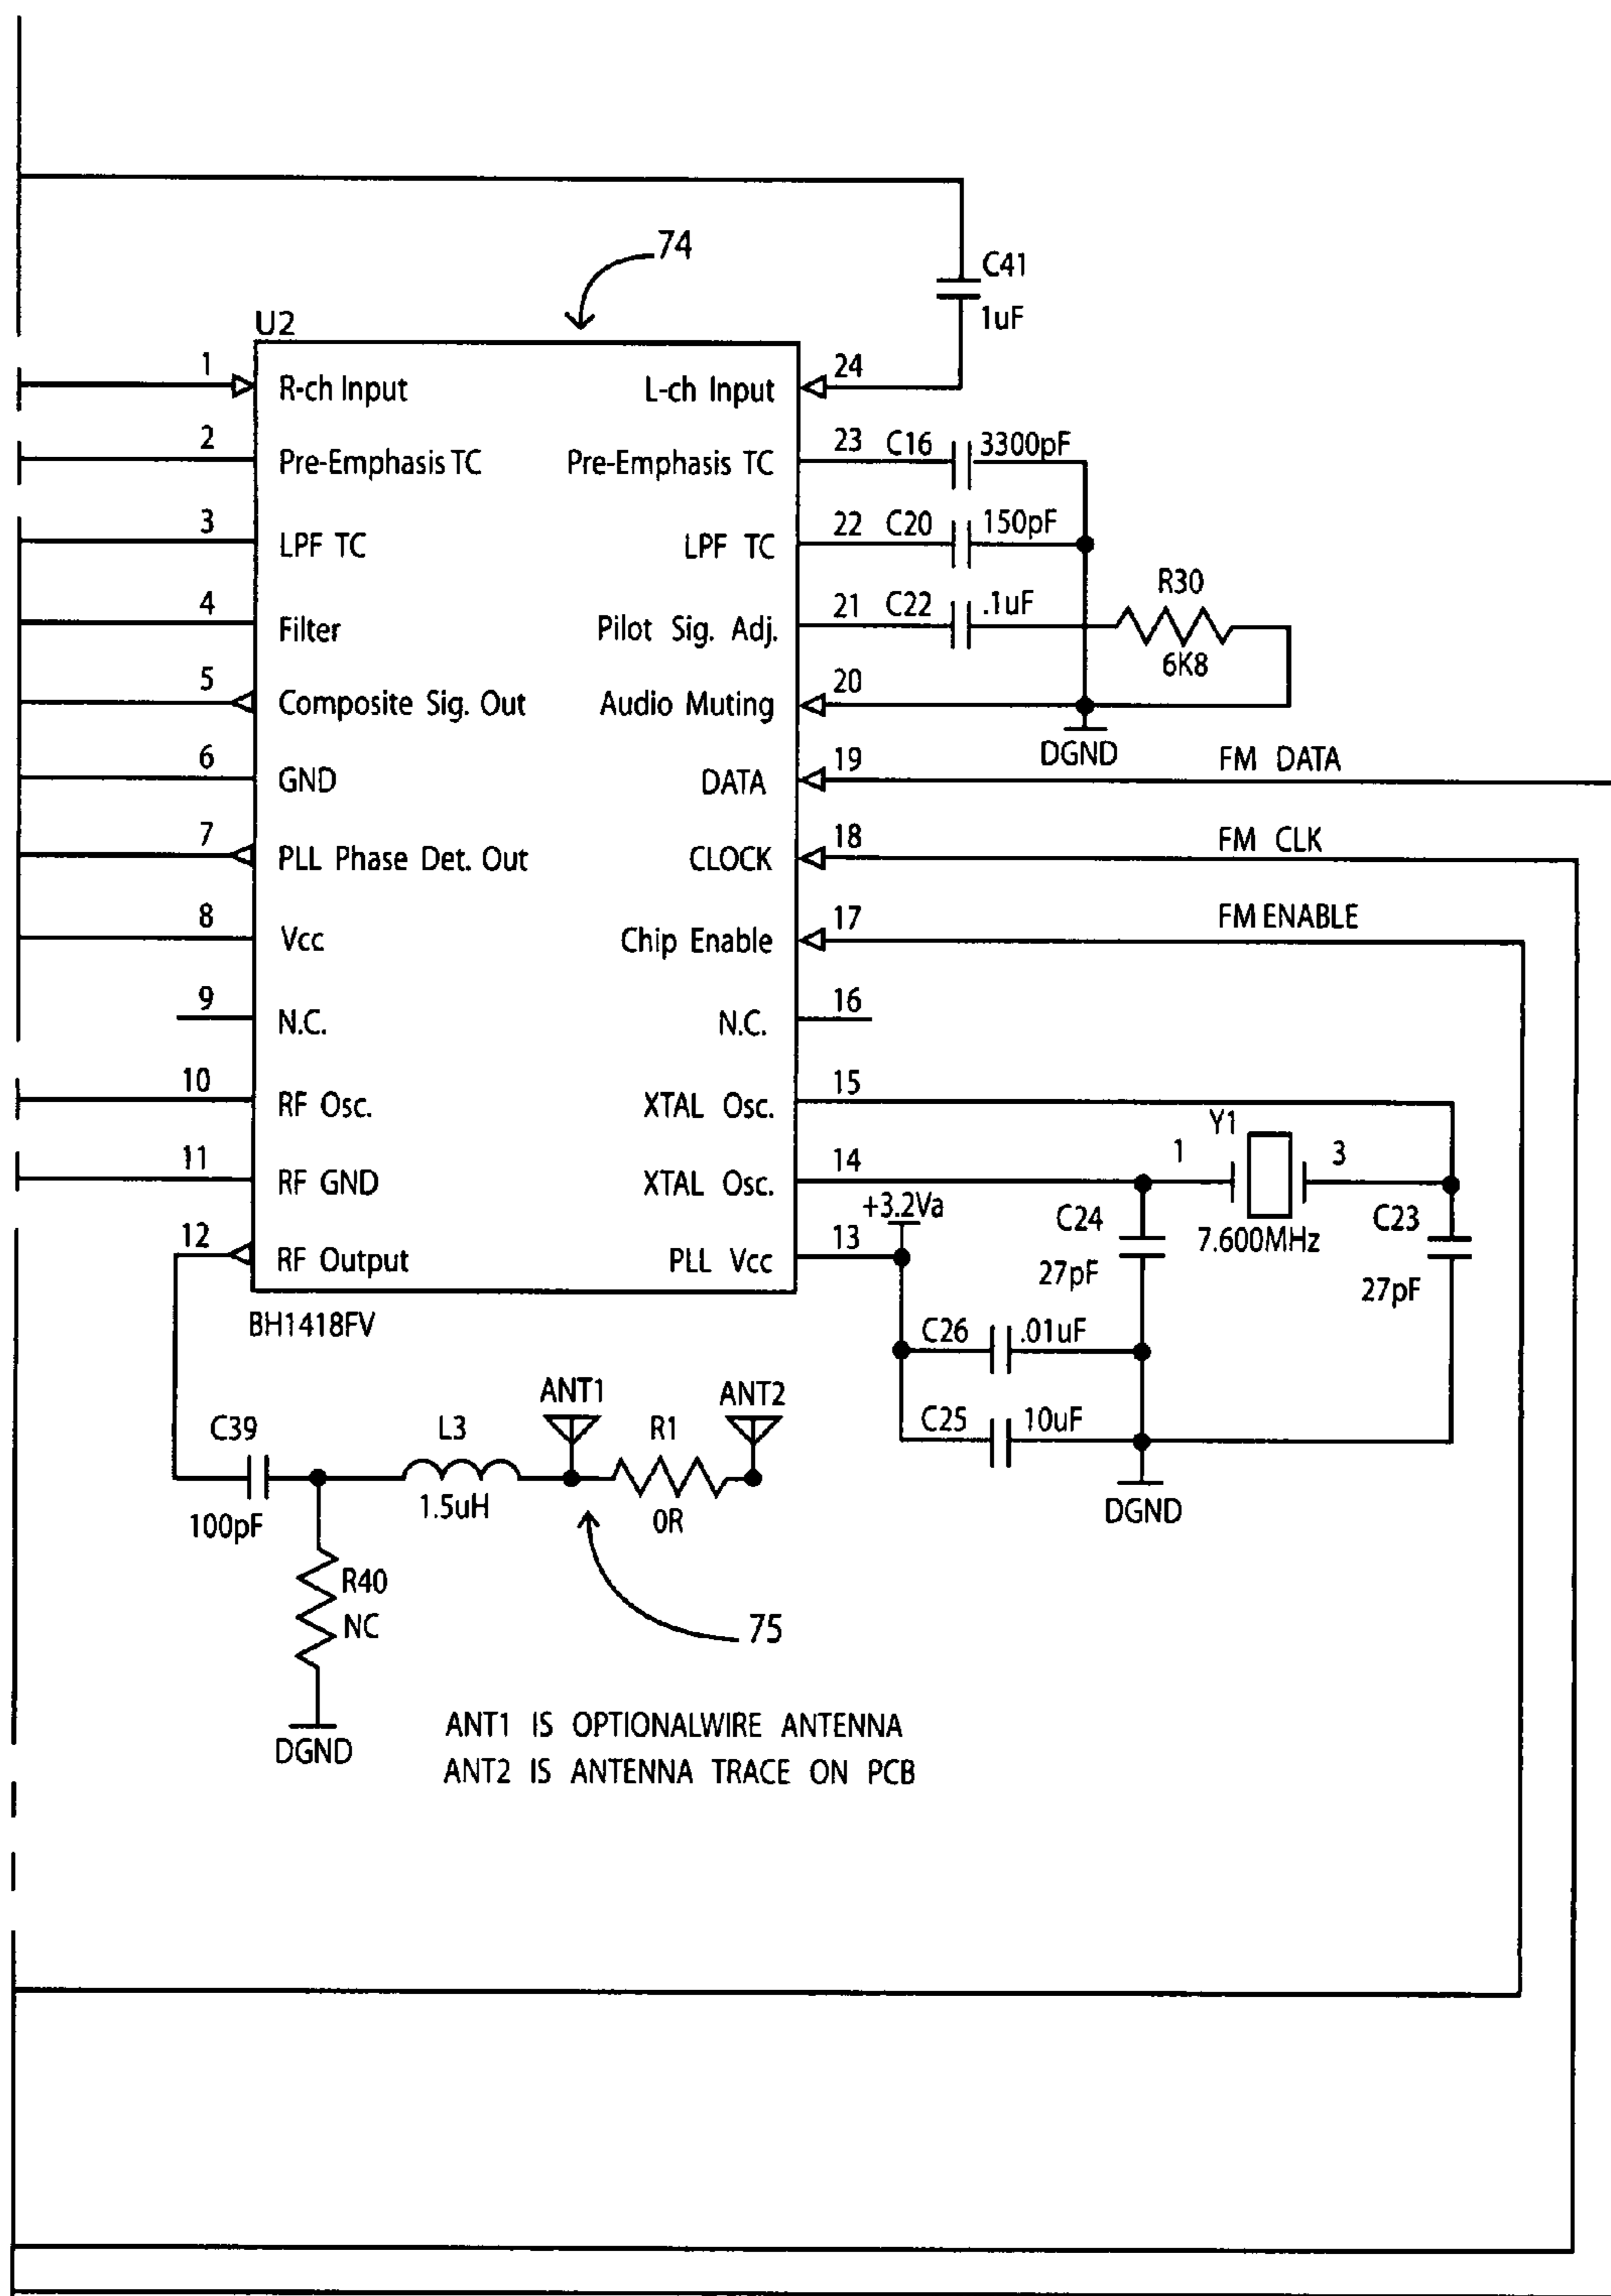 74
C41
1uF
U2
1 R-ch Input L-ch Input 24
2 Pre-Emphasis TC Pre-Emphasis TC 23 C16 3300pF
3 LPF TC LPF TC 22 C20 150pF
4 Filter Pilot Sig. Adj. 21 C22 .1uF R30
6K8
5 Composite Sig. Out Audio Muting 20
DGND
6 GND DATA 19 FM DATA
7 PLL Phase Det. Out CLOCK 18 FM CLK
8 Vcc Chip Enable 17 FM ENABLE
9 N.C. N.C. 16
10 RF Osc. XTAL Osc. 15
11 RF GND XTAL Osc. 14 1 Y1 3
+3.2Va C24 7.600MHz C23
12 RF Output PLL Vcc 13 27pF 27pF
BH1418FV
C26 .01uF
C25 10uF
DGND
ANT1 ANT2
C39 L3 R1
100pF 1.5uH 0R
R40
NC
75
DGND
ANT1 IS OPTIONALWIRE ANTENNA
ANT2 IS ANTENNA TRACE ON PCB